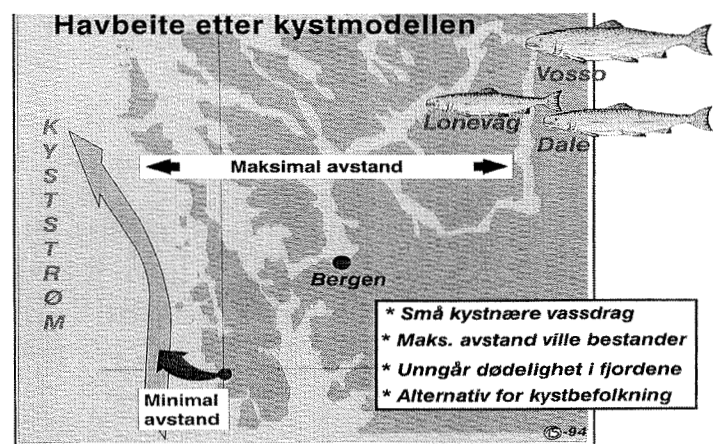 Havbeite etter kystmodellen
Vosso
Lonevåg
Dale
KYSTSTRØM
Maksimal avstand
Bergen
* Små kystnære vassdrag
* Maks. avstand ville bestander
* Unngår dødelighet i fjordene
* Alternativ for kystbefolkning
Minimal
avstand
-94